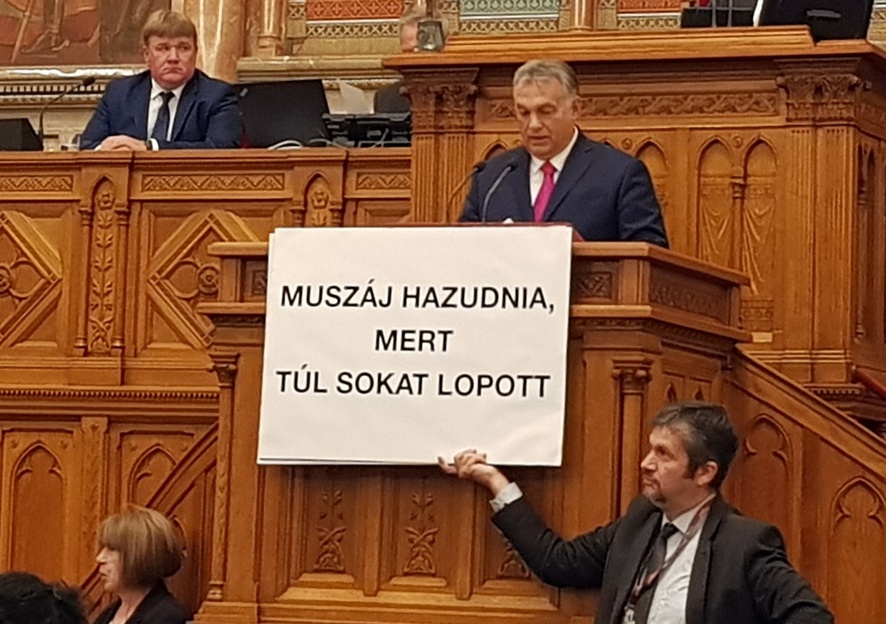 MUSZÁJ HAZUDNIA,
MERT
TÚL SOKAT LOPOTT